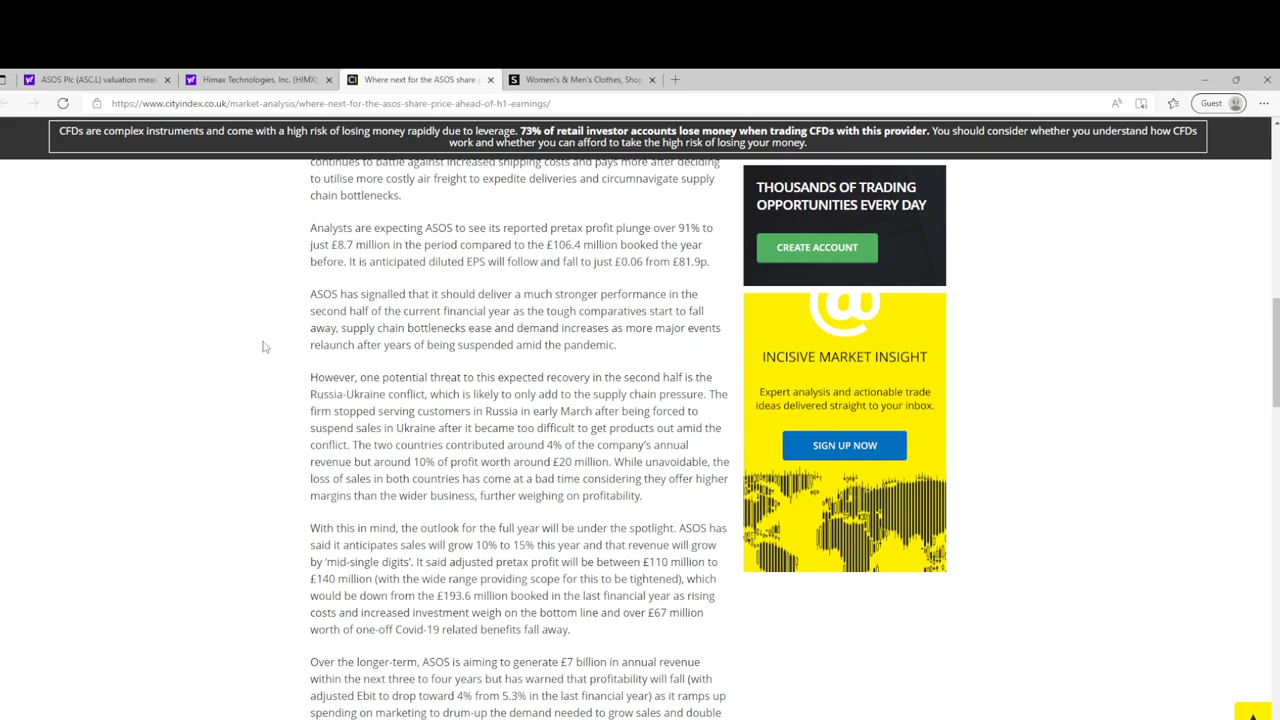 ASOS Plc (ASC.L) valuation meas
Himax Technologies, Inc. (HIMX)
Where next for the ASOS share p
Women's & Men's Clothes, Shop
https://www.cityindex.co.uk/market-analysis/where-next-for-the-asos-share-price-ahead-of-h1-earnings/
Guest
CFDs are complex instruments and come with a high risk of losing money rapidly due to leverage. 73% of retail investor accounts lose money when trading CFDs with this provider. You should consider whether you understand how CFDs
work and whether you can afford to take the high risk of losing your money.
continues to battle against increased shipping costs and pays more after deciding
to utilise more costly air freight to expedite deliveries and circumnavigate supply
chain bottlenecks.
Analysts are expecting ASOS to see its reported pretax profit plunge over 91% to
just £8.7 million in the period compared to the £106.4 million booked the year
before. It is anticipated diluted EPS will follow and fall to just £0.06 from £81.9p.
ASOS has signalled that it should deliver a much stronger performance in the
second half of the current financial year as the tough comparatives start to fall
away, supply chain bottlenecks ease and demand increases as more major events
relaunch after years of being suspended amid the pandemic.
However, one potential threat to this expected recovery in the second half is the
Russia-Ukraine conflict, which is likely to only add to the supply chain pressure. The
firm stopped serving customers in Russia in early March after being forced to
suspend sales in Ukraine after it became too difficult to get products out amid the
conflict. The two countries contributed around 4% of the company's annual
revenue but around 10% of profit worth around £20 million. While unavoidable, the
loss of sales in both countries has come at a bad time considering they offer higher
margins than the wider business, further weighing on profitability.
With this in mind, the outlook for the full year will be under the spotlight. ASOS has
said it anticipates sales will grow 10% to 15% this year and that revenue will grow
by 'mid-single digits'. It said adjusted pretax profit will be between £110 million to
£140 million (with the wide range providing scope for this to be tightened), which
would be down from the £193.6 million booked in the last financial year as rising
costs and increased investment weigh on the bottom line and over £67 million
worth of one-off Covid-19 related benefits fall away.
Over the longer-term, ASOS is aiming to generate £7 billion in annual revenue
within the next three to four years but has warned that profitability will fall (with
adjusted Ebit to drop toward 4% from 5.3% in the last financial year) as it ramps up
spending on marketing to drum-up the demand needed to grow sales and double
THOUSANDS OF TRADING
OPPORTUNITIES EVERY DAY
CREATE ACCOUNT
@
INCISIVE MARKET INSIGHT
Expert analysis and actionable trade
ideas delivered straight to your inbox.
SIGN UP NOW